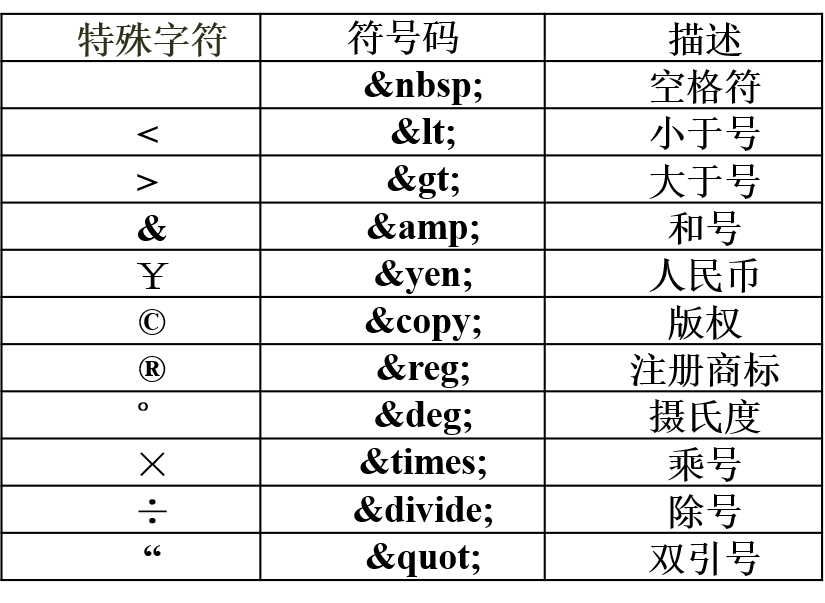 特殊字符 符号码 描述
&nbsp; 空格符
< &lt; 小于号
> &gt; 大于号
& &amp; 和号
￥ &yen; 人民币
© &copy; 版权
® &reg; 注册商标
° &deg; 摄氏度
× &times; 乘号
÷ &divide; 除号
“ &quot; 双引号